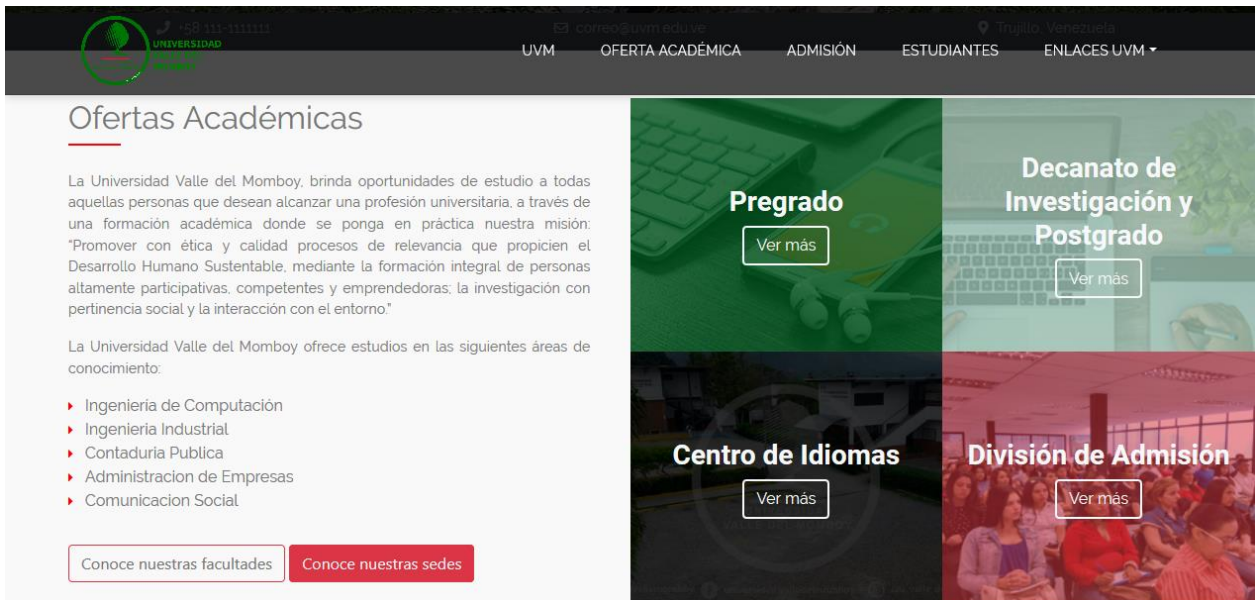 +58 111-1111111
correo@uvm.edu.ve
Trujillo, Venezuela
UNIVERSIDAD
UVM
OFERTA ACADÉMICA
ADMISIÓN
ESTUDIANTES
ENLACES UVM
Ofertas Académicas
La Universidad Valle del Momboy, brinda oportunidades de estudio a todas
aquellas personas que desean alcanzar una profesión universitaria, a través de
una formación académica donde se ponga en práctica nuestra misión:
"Promover con ética y calidad procesos de relevancia que propicien el
Desarrollo Humano Sustentable, mediante la formación integral de personas
altamente participativas, competentes y emprendedoras; la investigación con
pertinencia social y la interacción con el entorno."
La Universidad Valle del Momboy ofrece estudios en las siguientes áreas de
conocimiento:
Ingenieria de Computación
Ingenieria Industrial
Contaduria Publica
Administracion de Empresas
Comunicacion Social
Conoce nuestras facultades
Conoce nuestras sedes
Pregrado
Ver más
Decanato de
Investigación y
Postgrado
Ver más
Centro de Idiomas
Ver más
División de Admisión
Ver más